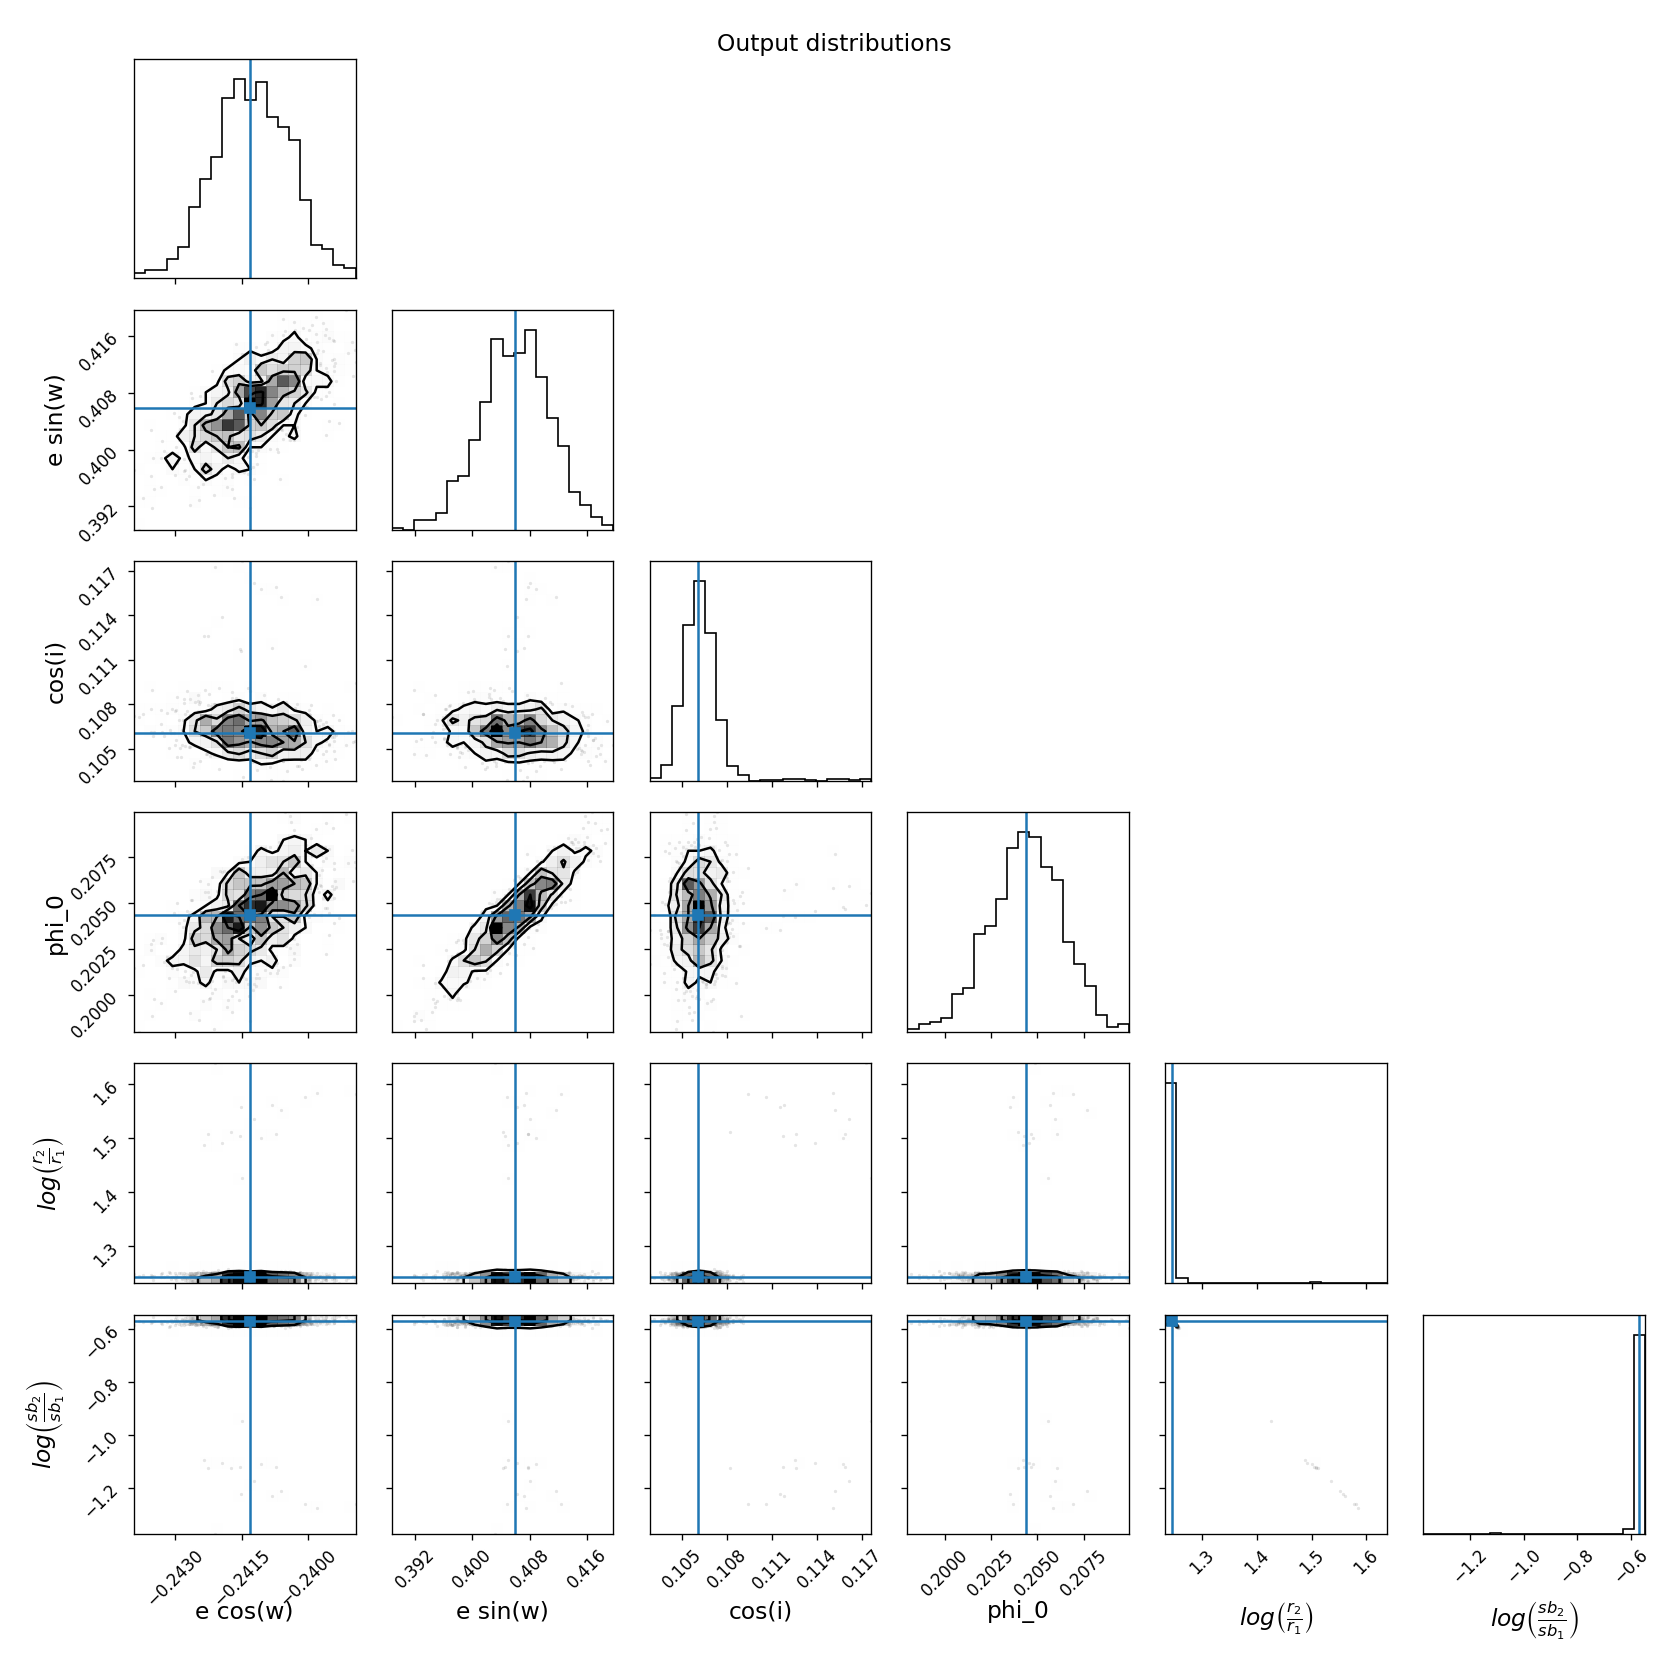 Output distributions
e sin(w)
0.416
0.408
0.400
0.392
cos(i)
0.117
0.114
0.111
0.108
0.105
phi_0
0.2075
0.2050
0.2025
0.2000
log(r2/r1)
1.6
1.5
1.4
1.3
log(sb2/sb1)
−0.6
−0.8
−1.0
−1.2
−0.2430 −0.2415 −0.2400
0.392 0.400 0.408 0.416
0.105 0.108 0.111 0.114 0.117
0.2000 0.2025 0.2050 0.2075
1.3 1.4 1.5 1.6
−1.2 −1.0 −0.8 −0.6
e cos(w) e sin(w) cos(i) phi_0 log(r2/r1) log(sb2/sb1)